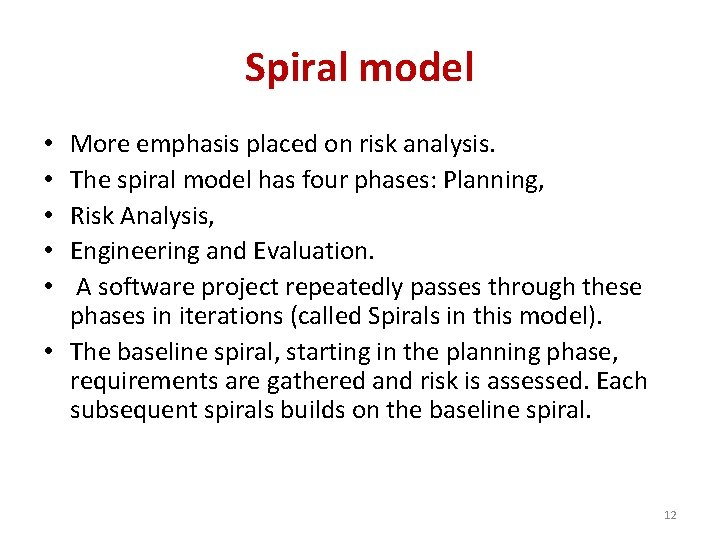 Spiral model
• More emphasis placed on risk analysis.
• The spiral model has four phases: Planning,
• Risk Analysis,
• Engineering and Evaluation.
• A software project repeatedly passes through these
phases in iterations (called Spirals in this model).
• The baseline spiral, starting in the planning phase,
requirements are gathered and risk is assessed. Each
subsequent spirals builds on the baseline spiral.
12